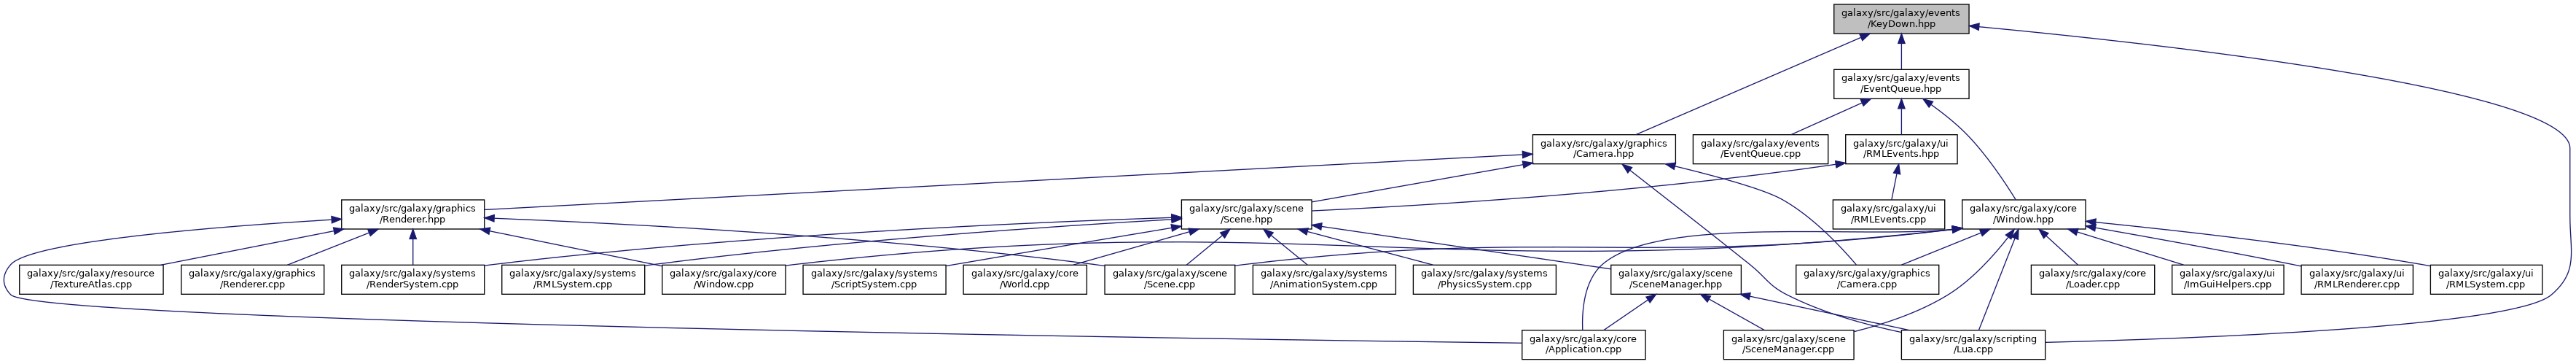 galaxy/src/galaxy/events
/KeyDown.hpp
galaxy/src/galaxy/events
/EventQueue.hpp
galaxy/src/galaxy/graphics
/Camera.hpp
galaxy/src/galaxy/events
/EventQueue.cpp
galaxy/src/galaxy/ui
/RMLEvents.hpp
galaxy/src/galaxy/graphics
/Renderer.hpp
galaxy/src/galaxy/scene
/Scene.hpp
galaxy/src/galaxy/ui
/RMLEvents.cpp
galaxy/src/galaxy/core
/Window.hpp
galaxy/src/galaxy/resource
/TextureAtlas.cpp
galaxy/src/galaxy/graphics
/Renderer.cpp
galaxy/src/galaxy/systems
/RenderSystem.cpp
galaxy/src/galaxy/systems
/RMLSystem.cpp
galaxy/src/galaxy/core
/Window.cpp
galaxy/src/galaxy/systems
/ScriptSystem.cpp
galaxy/src/galaxy/core
/World.cpp
galaxy/src/galaxy/scene
/Scene.cpp
galaxy/src/galaxy/systems
/AnimationSystem.cpp
galaxy/src/galaxy/systems
/PhysicsSystem.cpp
galaxy/src/galaxy/scene
/SceneManager.hpp
galaxy/src/galaxy/graphics
/Camera.cpp
galaxy/src/galaxy/core
/Loader.cpp
galaxy/src/galaxy/ui
/ImGuiHelpers.cpp
galaxy/src/galaxy/ui
/RMLRenderer.cpp
galaxy/src/galaxy/ui
/RMLSystem.cpp
galaxy/src/galaxy/core
/Application.cpp
galaxy/src/galaxy/scene
/SceneManager.cpp
galaxy/src/galaxy/scripting
/Lua.cpp